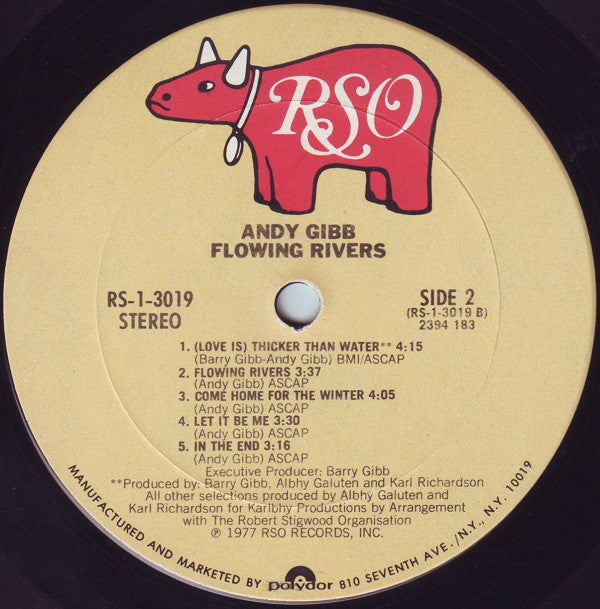 RSO
ANDY GIBB
FLOWING RIVERS
RS-1-3019
STEREO
SIDE 2
(RS-1-3019 B)
2394 183
1. (LOVE IS) THICKER THAN WATER** 4:15
(Barry Gibb-Andy Gibb) BMI/ASCAP
2. FLOWING RIVERS 3:37
(Andy Gibb) ASCAP
3. COME HOME FOR THE WINTER 4:05
(Andy Gibb) ASCAP
4. LET IT BE ME 3:30
(Andy Gibb) ASCAP
5. IN THE END 3:16
(Andy Gibb) ASCAP
Executive Producer: Barry Gibb
**Produced by: Barry Gibb, Albhy Galuten and Karl Richardson
All other selections produced by Albhy Galuten and
Karl Richardson for Karlbhy Productions by Arrangement
with The Robert Stigwood Organisation
℗ 1977 RSO RECORDS, INC.
MANUFACTURED AND MARKETED BY polydor 810 SEVENTH AVE./N.Y., N.Y. 10019